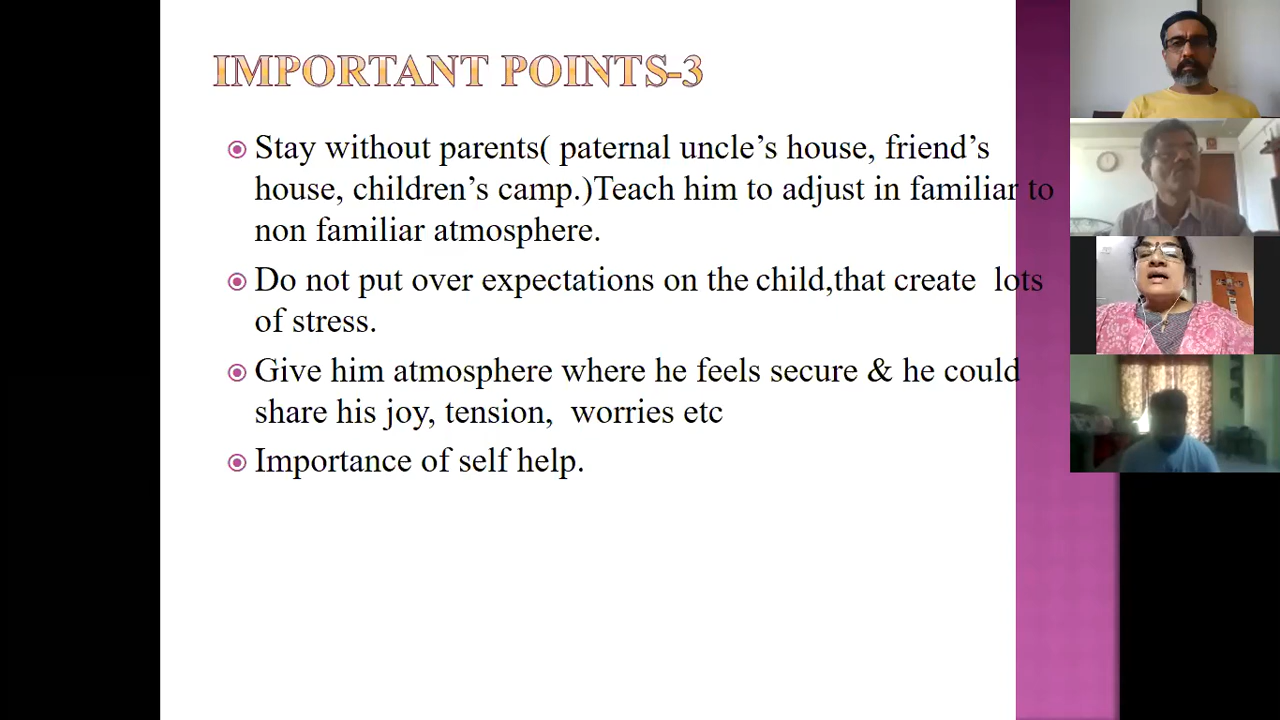 IMPORTANT POINTS-3
Stay without parents( paternal uncle’s house, friend’s
house, children’s camp.)Teach him to adjust in familiar to
non familiar atmosphere.
Do not put over expectations on the child,that create  lots
of stress.
Give him atmosphere where he feels secure & he could
share his joy, tension,  worries etc
Importance of self help.